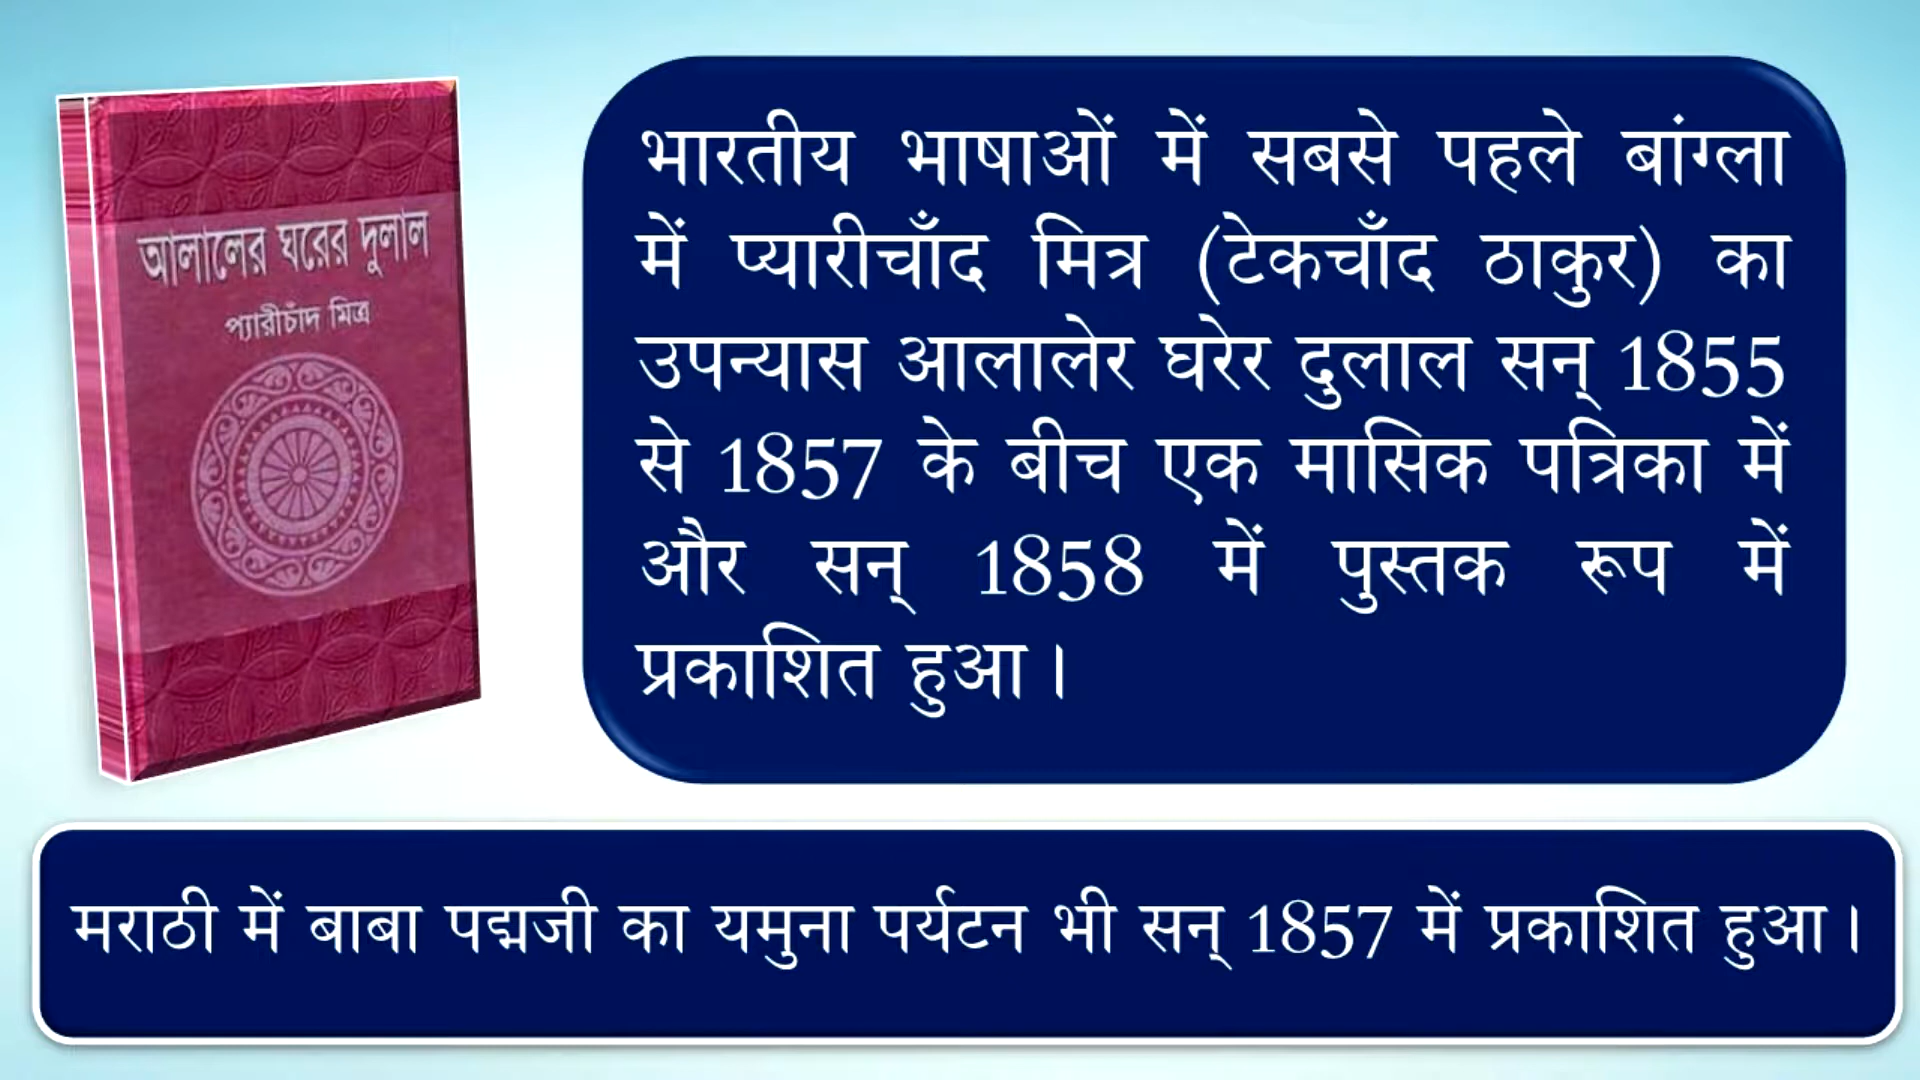 আলালের ঘরের দুলাল
প্যারীচাঁদ মিত্র
भारतीय भाषाओं में सबसे पहले बांग्ला
में प्यारीचाँद मित्र (टेकचाँद ठाकुर) का
उपन्यास आलालेर घरेर दुलाल सन् 1855
से 1857 के बीच एक मासिक पत्रिका में
और सन् 1858 में पुस्तक रूप में
प्रकाशित हुआ।
मराठी में बाबा पद्मजी का यमुना पर्यटन भी सन् 1857 में प्रकाशित हुआ।